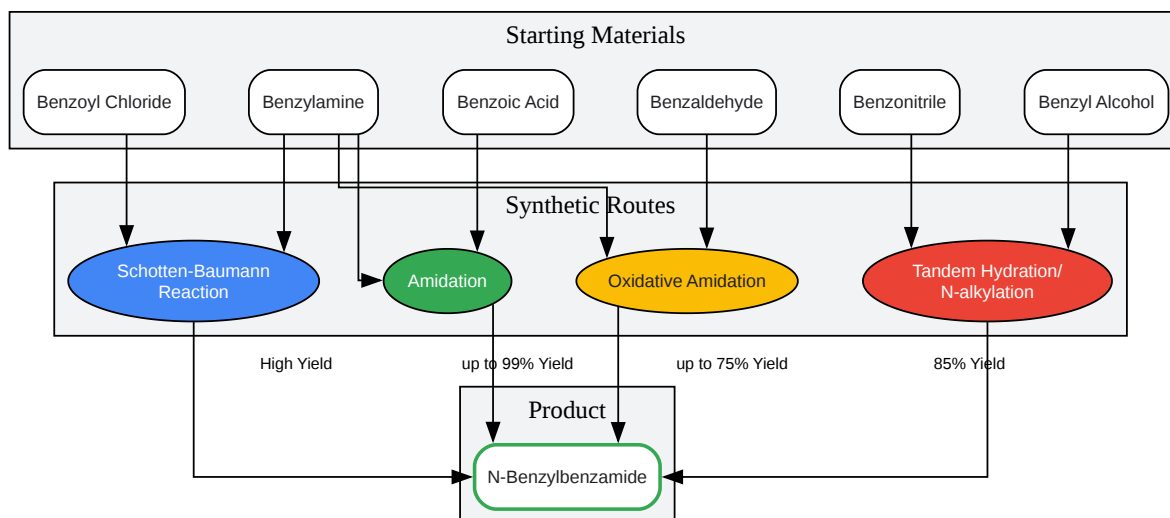 Starting Materials
Benzoyl Chloride
Benzylamine
Benzoic Acid
Benzaldehyde
Benzonitrile
Benzyl Alcohol
Synthetic Routes
Schotten-Baumann
Reaction
Amidation
Oxidative Amidation
Tandem Hydration/
N-alkylation
High Yield
up to 99% Yield
up to 75% Yield
85% Yield
Product
N-Benzylbenzamide